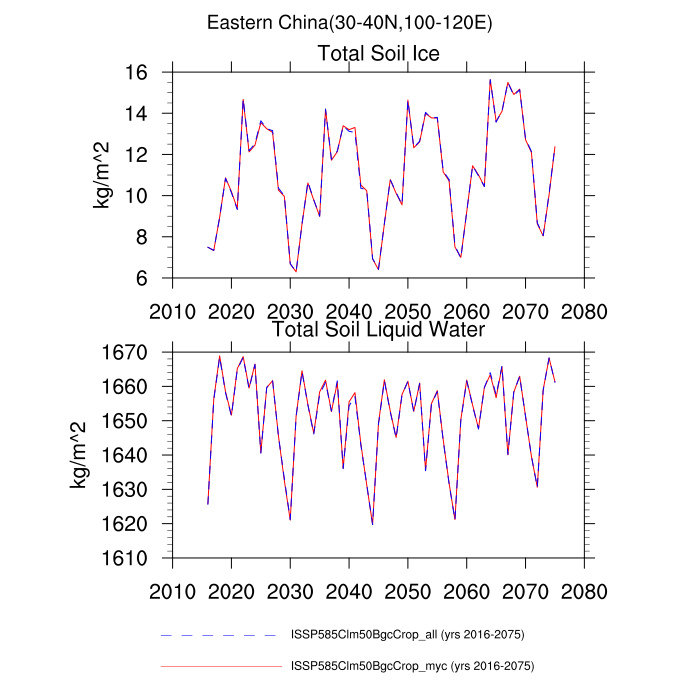 Eastern China(30-40N,100-120E)
Total Soil Ice
16
14
12
10
8
6
kg/m^2
2010 2020 2030 2040 2050 2060 2070 2080
Total Soil Liquid Water
1670
1660
1650
1640
1630
1620
1610
kg/m^2
2010 2020 2030 2040 2050 2060 2070 2080
ISSP585Clm50BgcCrop_all (yrs 2016-2075)
ISSP585Clm50BgcCrop_myc (yrs 2016-2075)